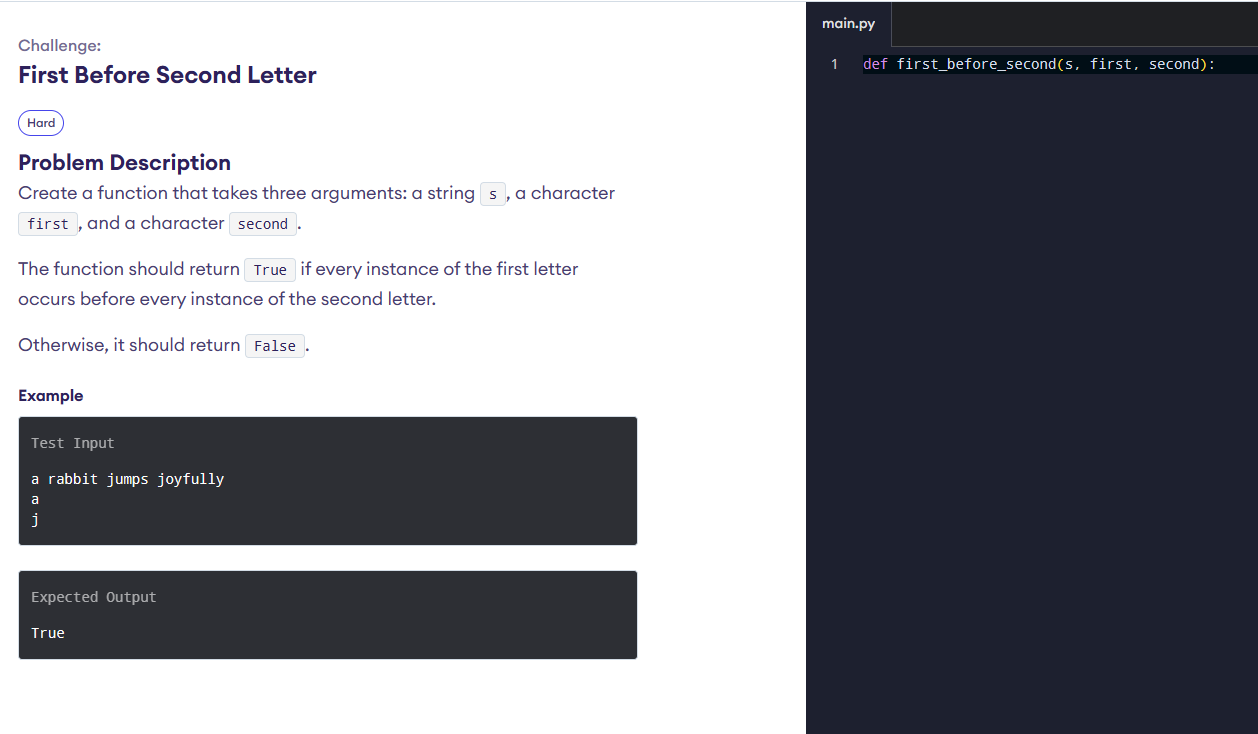 Challenge:
First Before Second Letter
Hard
Problem Description
Create a function that takes three arguments: a string s, a character
first, and a character second.
The function should return True if every instance of the first letter
occurs before every instance of the second letter.
Otherwise, it should return False.
Example
Test Input
a rabbit jumps joyfully
a
j
Expected Output
True
main.py
1 def first_before_second(s, first, second):